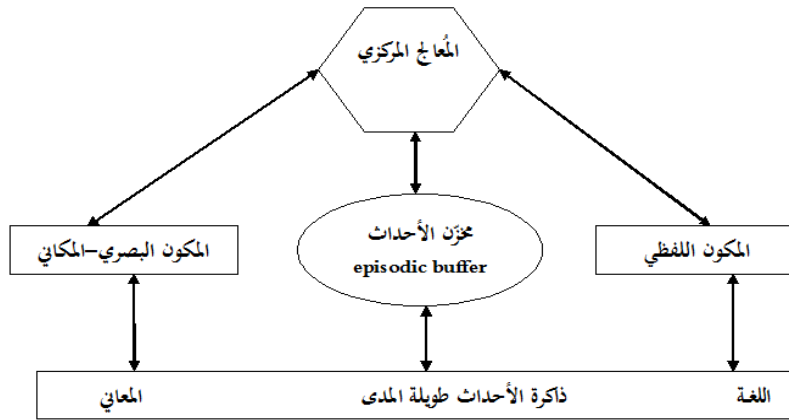 المُعالج المركزي
المكون اللفظي
مخزّن الأحداث
episodic buffer
المكون البصري–المكاني
اللغة
ذاكرة الأحداث طويلة المدى
المعاني